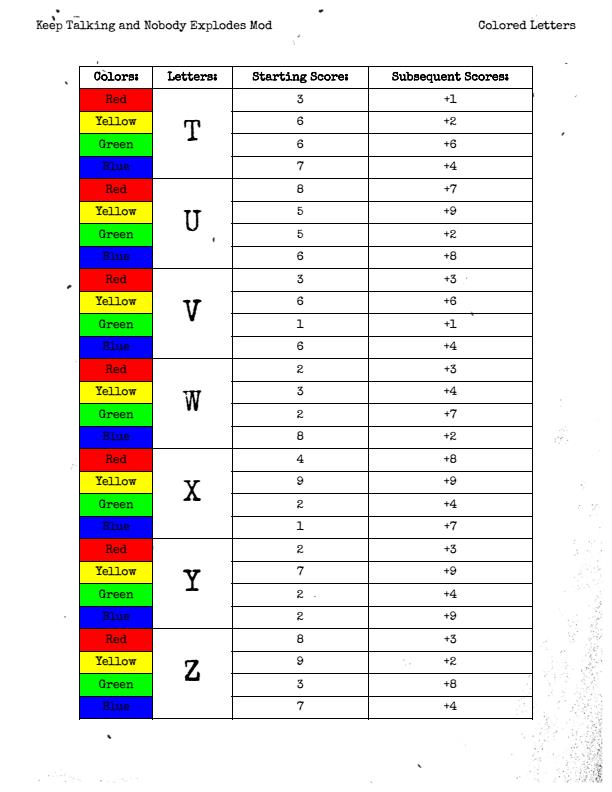 Keep Talking and Nobody Explodes Mod Colored Letters
Colors: Letters: Starting Score: Subsequent Scores:
Red T 3 +1
Yellow 6 +2
Green 6 +6
Blue 7 +4
Red U 8 +7
Yellow 5 +9
Green 5 +2
Blue 6 +8
Red V 3 +3
Yellow 6 +6
Green 1 +1
Blue 6 +4
Red W 2 +3
Yellow 3 +4
Green 2 +7
Blue 8 +2
Red X 4 +8
Yellow 9 +9
Green 2 +4
Blue 1 +7
Red Y 2 +3
Yellow 7 +9
Green 2 +4
Blue 2 +9
Red Z 8 +3
Yellow 9 +2
Green 3 +8
Blue 7 +4